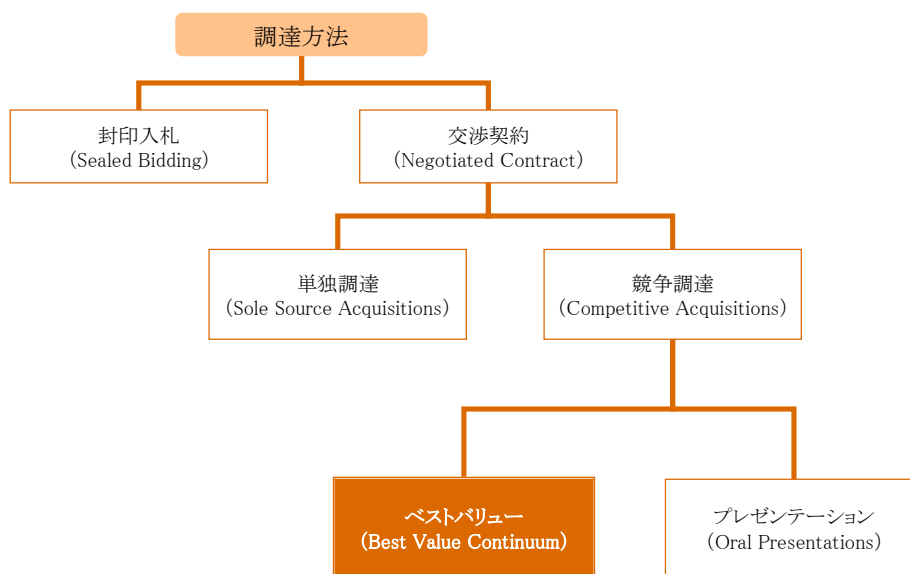 調達方法
封印入札
(Sealed Bidding)
交渉契約
(Negotiated Contract)
単独調達
(Sole Source Acquisitions)
競争調達
(Competitive Acquisitions)
ベストバリュー
(Best Value Continuum)
プレゼンテーション
(Oral Presentations)